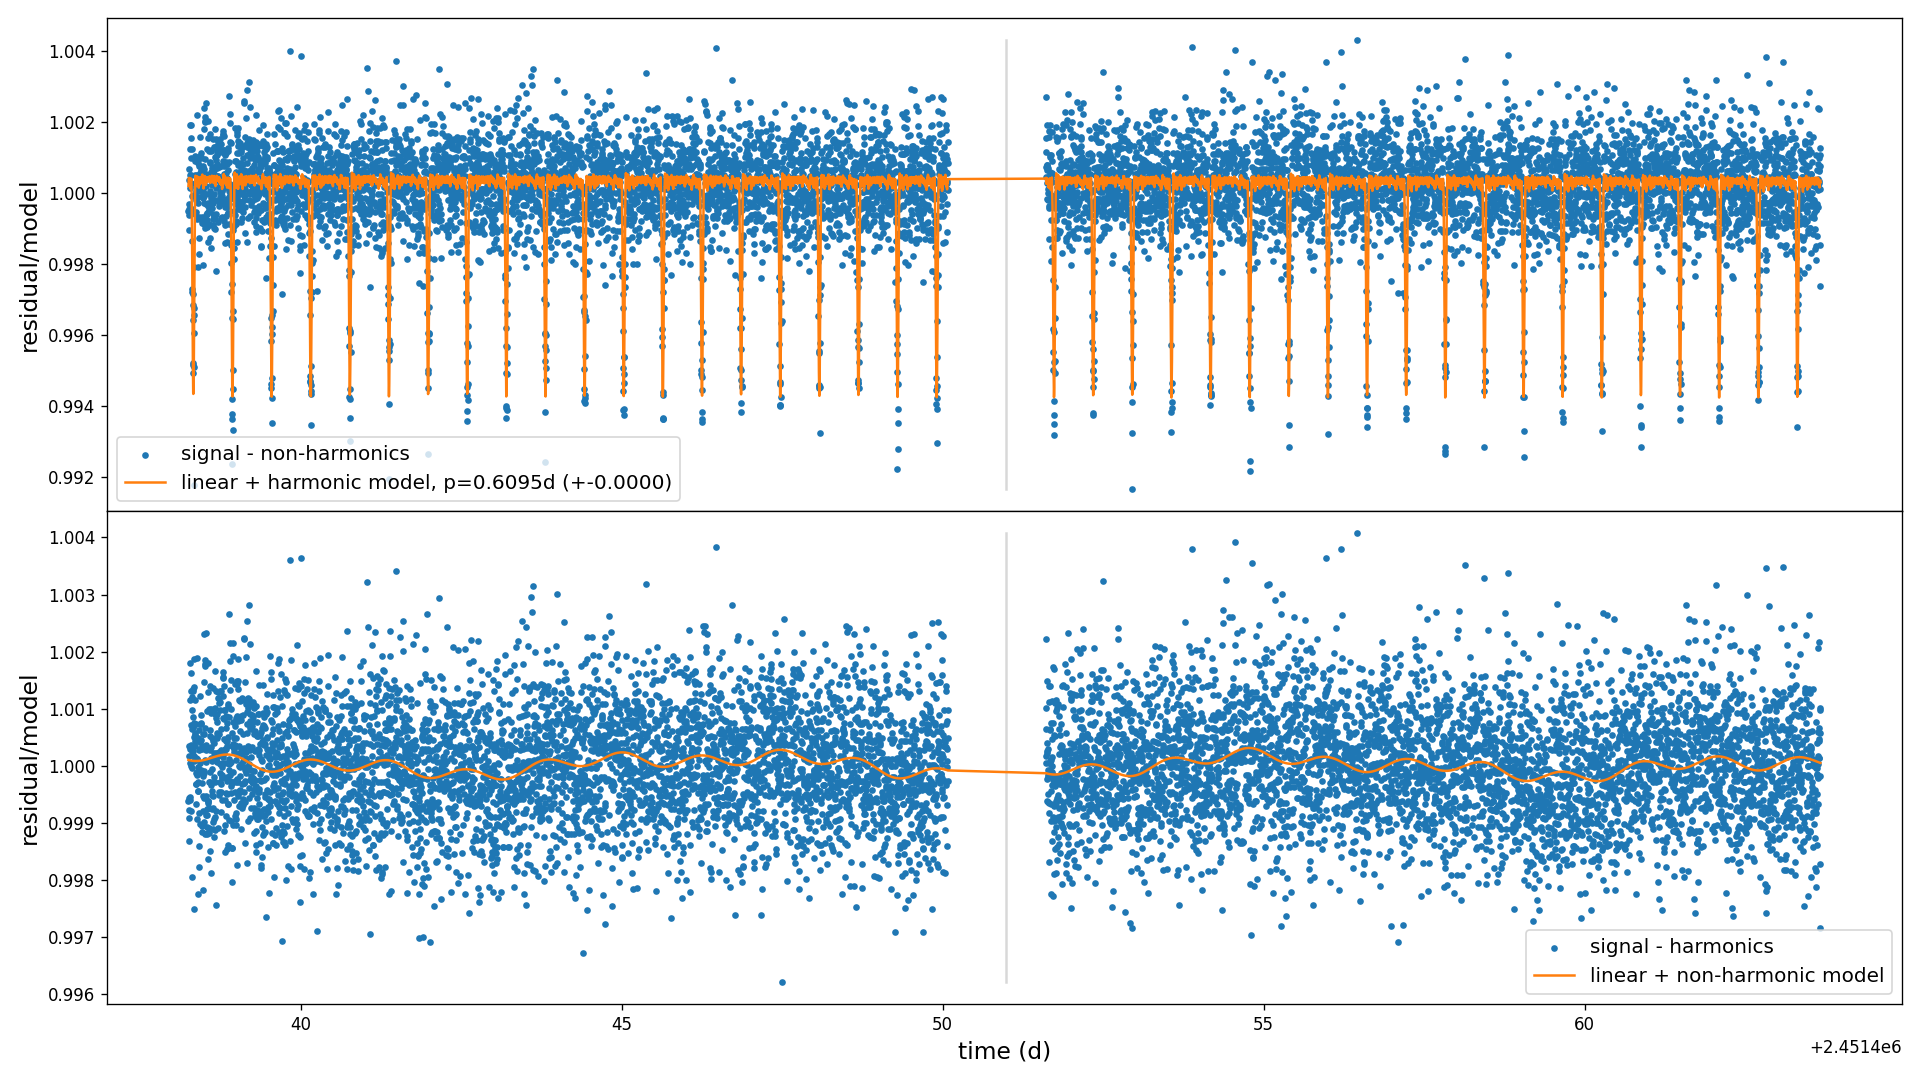 1.004
1.002
1.000
0.998
0.996
0.994
0.992
residual/model
signal - non-harmonics
linear + harmonic model, p=0.6095d (+-0.0000)
1.004
1.003
1.002
1.001
1.000
0.999
0.998
0.997
0.996
residual/model
signal - harmonics
linear + non-harmonic model
40
45
50
55
60
time (d)
+2.4514e6